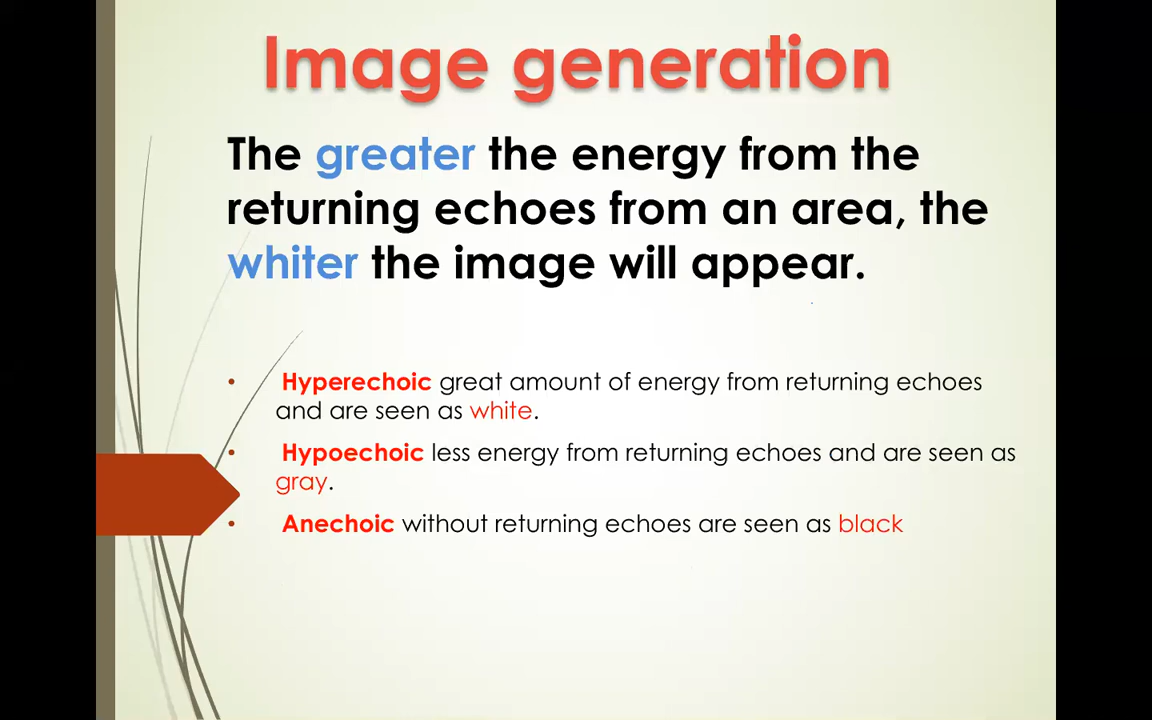 Image generation
The greater the energy from the
returning echoes from an area, the
whiter the image will appear.
• Hyperechoic great amount of energy from returning echoes
and are seen as white.
• Hypoechoic less energy from returning echoes and are seen as
gray.
• Anechoic without returning echoes are seen as black